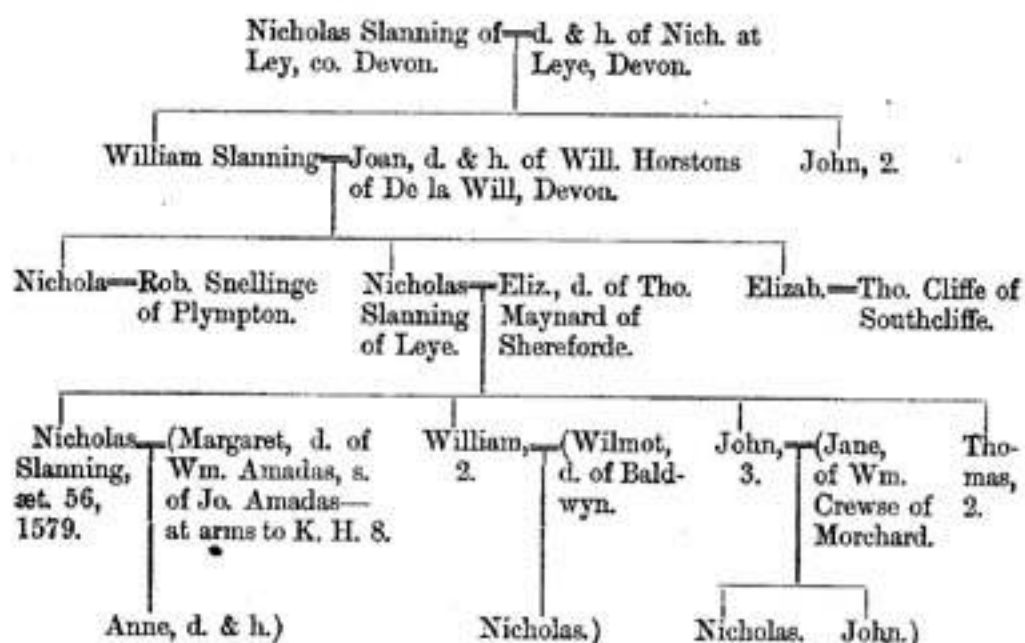 Nicholas Slanning of
Ley, co. Devon.
d. & h. of Nich. at
Leye, Devon.
William Slanning
Joan, d. & h. of Will. Horstons
of De la Will, Devon.
John, 2.
Nichola
Rob. Snellinge
of Plympton.
Nicholas
Slanning
of Leye.
Eliz., d. of Tho.
Maynard of
Shereforde.
Elizab.
Tho. Cliffe of
Southcliffe.
Nicholas
Slanning,
æt. 56,
1579.
(Margaret, d. of
Wm. Amadas, s.
of Jo. Amadas—
at arms to K. H. 8.
William,
2.
(Wilmot,
d. of Bald-
wyn.
John,
3.
(Jane,
of Wm.
Crewse of
Morchard.
Tho-
mas,
2.
Anne, d. & h.)
Nicholas.)
Nicholas.
John.)